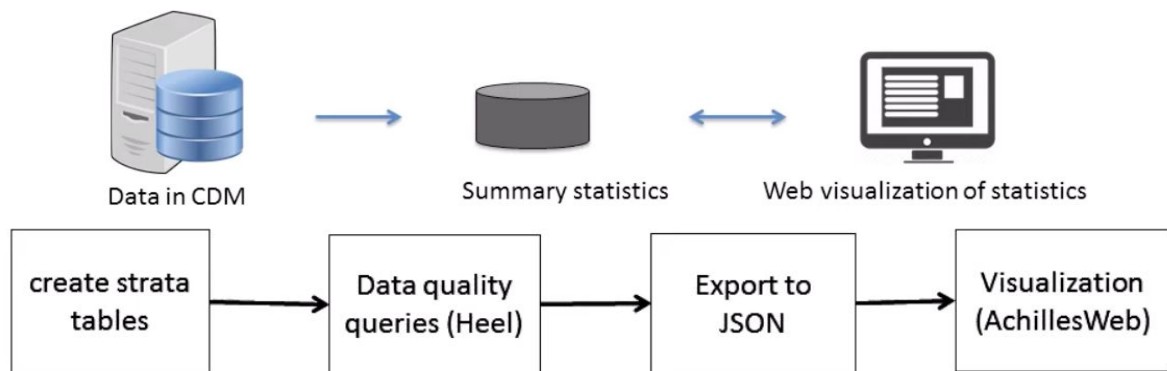 Data in CDM
Summary statistics
Web visualization of statistics
create strata
tables
Data quality
queries (Heel)
Export to
JSON
Visualization
(AchillesWeb)